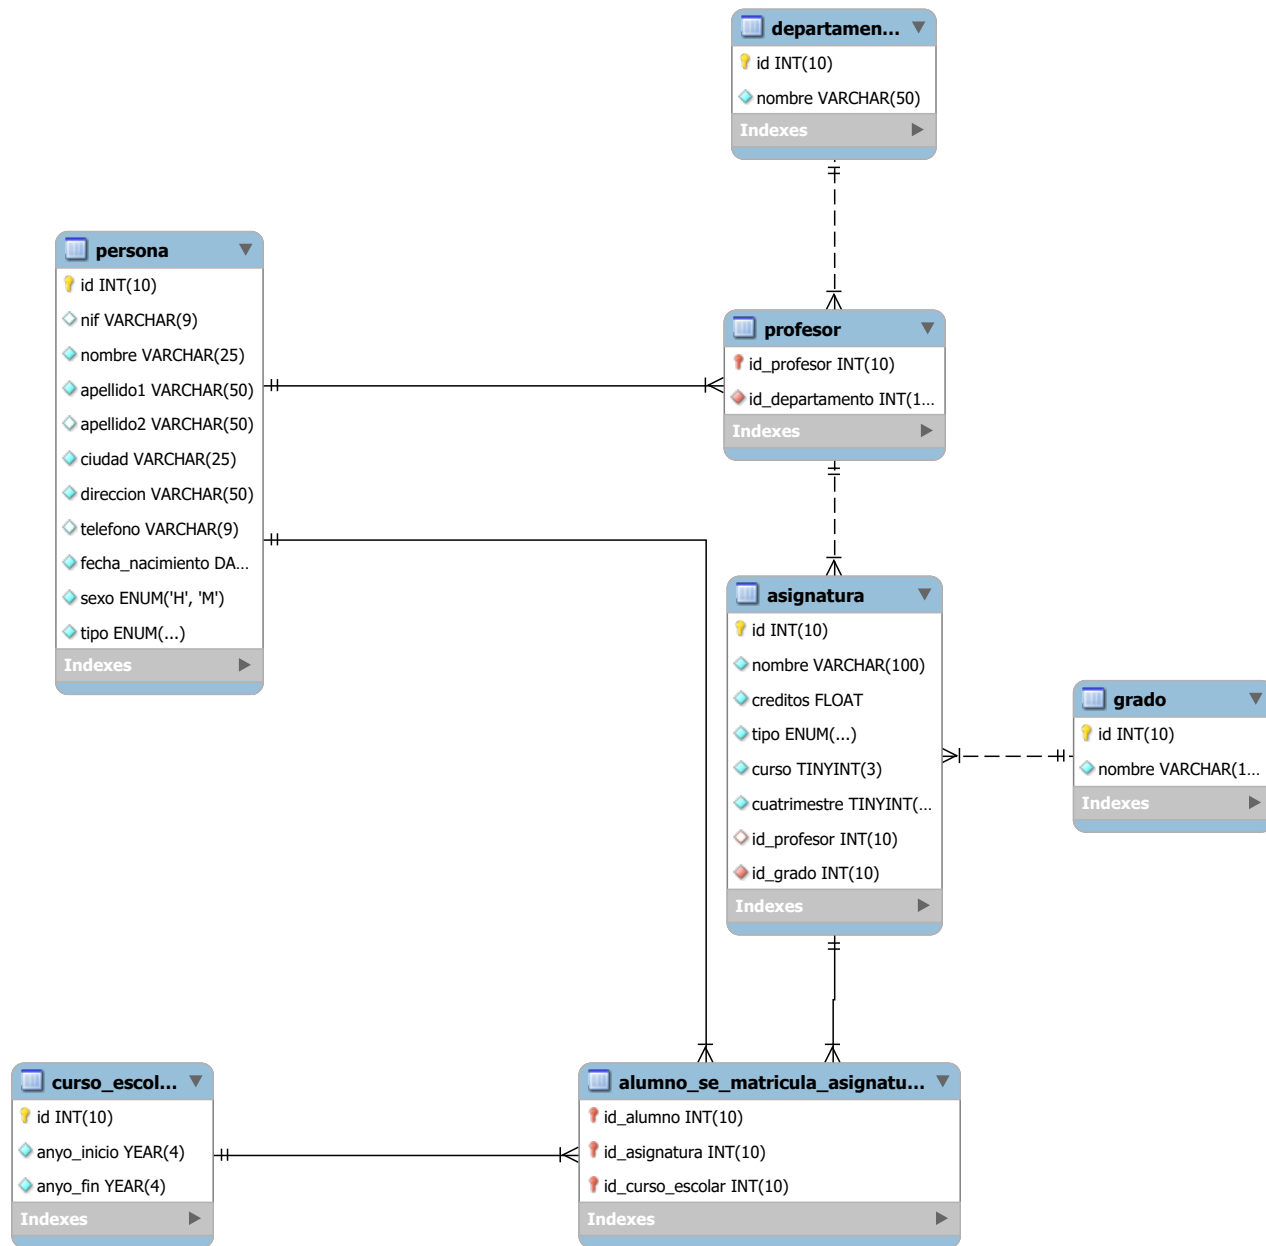 departamen...
id INT(10)
nombre VARCHAR(50)
Indexes
persona
id INT(10)
nif VARCHAR(9)
nombre VARCHAR(25)
apellido1 VARCHAR(50)
apellido2 VARCHAR(50)
ciudad VARCHAR(25)
direccion VARCHAR(50)
telefono VARCHAR(9)
fecha_nacimiento DA...
sexo ENUM('H', 'M')
tipo ENUM(...)
Indexes
profesor
id_profesor INT(10)
id_departamento INT(1...
Indexes
asignatura
id INT(10)
nombre VARCHAR(100)
creditos FLOAT
tipo ENUM(...)
curso TINYINT(3)
cuatrimestre TINYINT(...
id_profesor INT(10)
id_grado INT(10)
Indexes
grado
id INT(10)
nombre VARCHAR(1...
Indexes
curso_escol...
id INT(10)
anyo_inicio YEAR(4)
anyo_fin YEAR(4)
Indexes
alumno_se_matricula_asignatu...
id_alumno INT(10)
id_asignatura INT(10)
id_curso_escolar INT(10)
Indexes